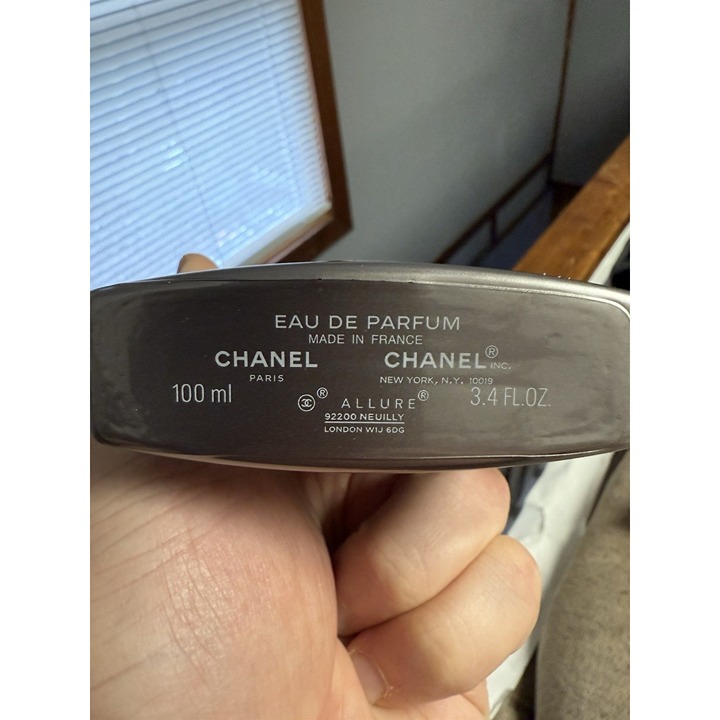 EAU DE PARFUM
MADE IN FRANCE
CHANEL CHANEL® INC.
PARIS NEW YORK, N.Y. 10019
100 ml ® ALLURE® 3.4 FL.OZ.
92200 NEUILLY
LONDON W1J 6DG